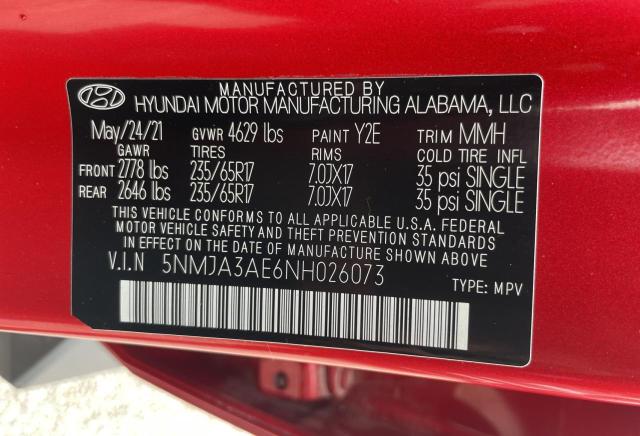 MANUFACTURED BY
HYUNDAI MOTOR MANUFACTURING ALABAMA, LLC
May/24/21 GVWR 4629 lbs PAINT Y2E TRIM MMH
GAWR TIRES RIMS COLD TIRE INFL
FRONT 2778 lbs 235/65R17 7.0JX17 35 psi SINGLE
REAR 2646 lbs 235/65R17 7.0JX17 35 psi SINGLE
THIS VEHICLE CONFORMS TO ALL APPLICABLE U.S.A. FEDERAL
MOTOR VEHICLE SAFETY AND BUMPER STANDARDS
IN EFFECT ON THE DATE OF MANUFACTURE SHOWN ABOVE
V.I.N 5NMJA3AE6NH026073
TYPE: MPV